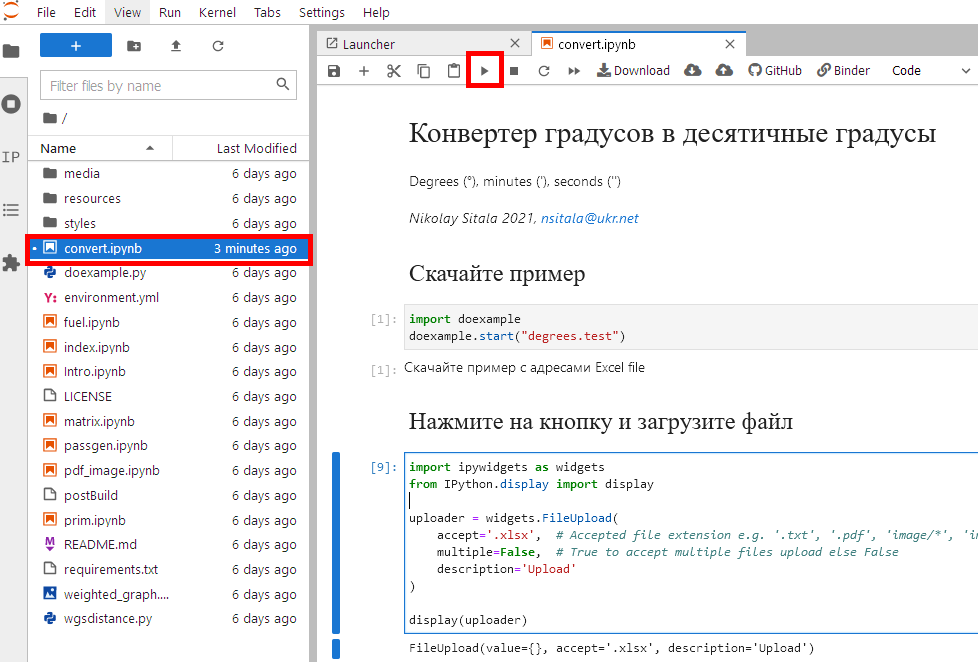 File Edit View Run Kernel Tabs Settings Help
+
Filter files by name
/
Name Last Modified
media 6 days ago
resources 6 days ago
styles 6 days ago
convert.ipynb 3 minutes ago
doexample.py 6 days ago
Y: environment.yml 6 days ago
fuel.ipynb 6 days ago
index.ipynb 6 days ago
Intro.ipynb 6 days ago
LICENSE 6 days ago
matrix.ipynb 6 days ago
passgen.ipynb 6 days ago
pdf_image.ipynb 6 days ago
postBuild 6 days ago
prim.ipynb 6 days ago
M README.md 6 days ago
requirements.txt 6 days ago
weighted_graph.... 6 days ago
wgsdistance.py 6 days ago
IP
Launcher
convert.ipynb
Download GitHub Binder Code
Конвертер градусов в десятичные градусы
Degrees (°), minutes ('), seconds ('')
Nikolay Sitala 2021, nsitala@ukr.net
Скачайте пример
[1]: import doexample
doexample.start("degrees.test")
[1]: Скачайте пример с адресами Excel file
Нажмите на кнопку и загрузите файл
[9]: import ipywidgets as widgets
from IPython.display import display
uploader = widgets.FileUpload(
accept='.xlsx', # Accepted file extension e.g. '.txt', '.pdf', 'image/*', 'i
multiple=False, # True to accept multiple files upload else False
description='Upload'
)
display(uploader)
FileUpload(value={}, accept='.xlsx', description='Upload')